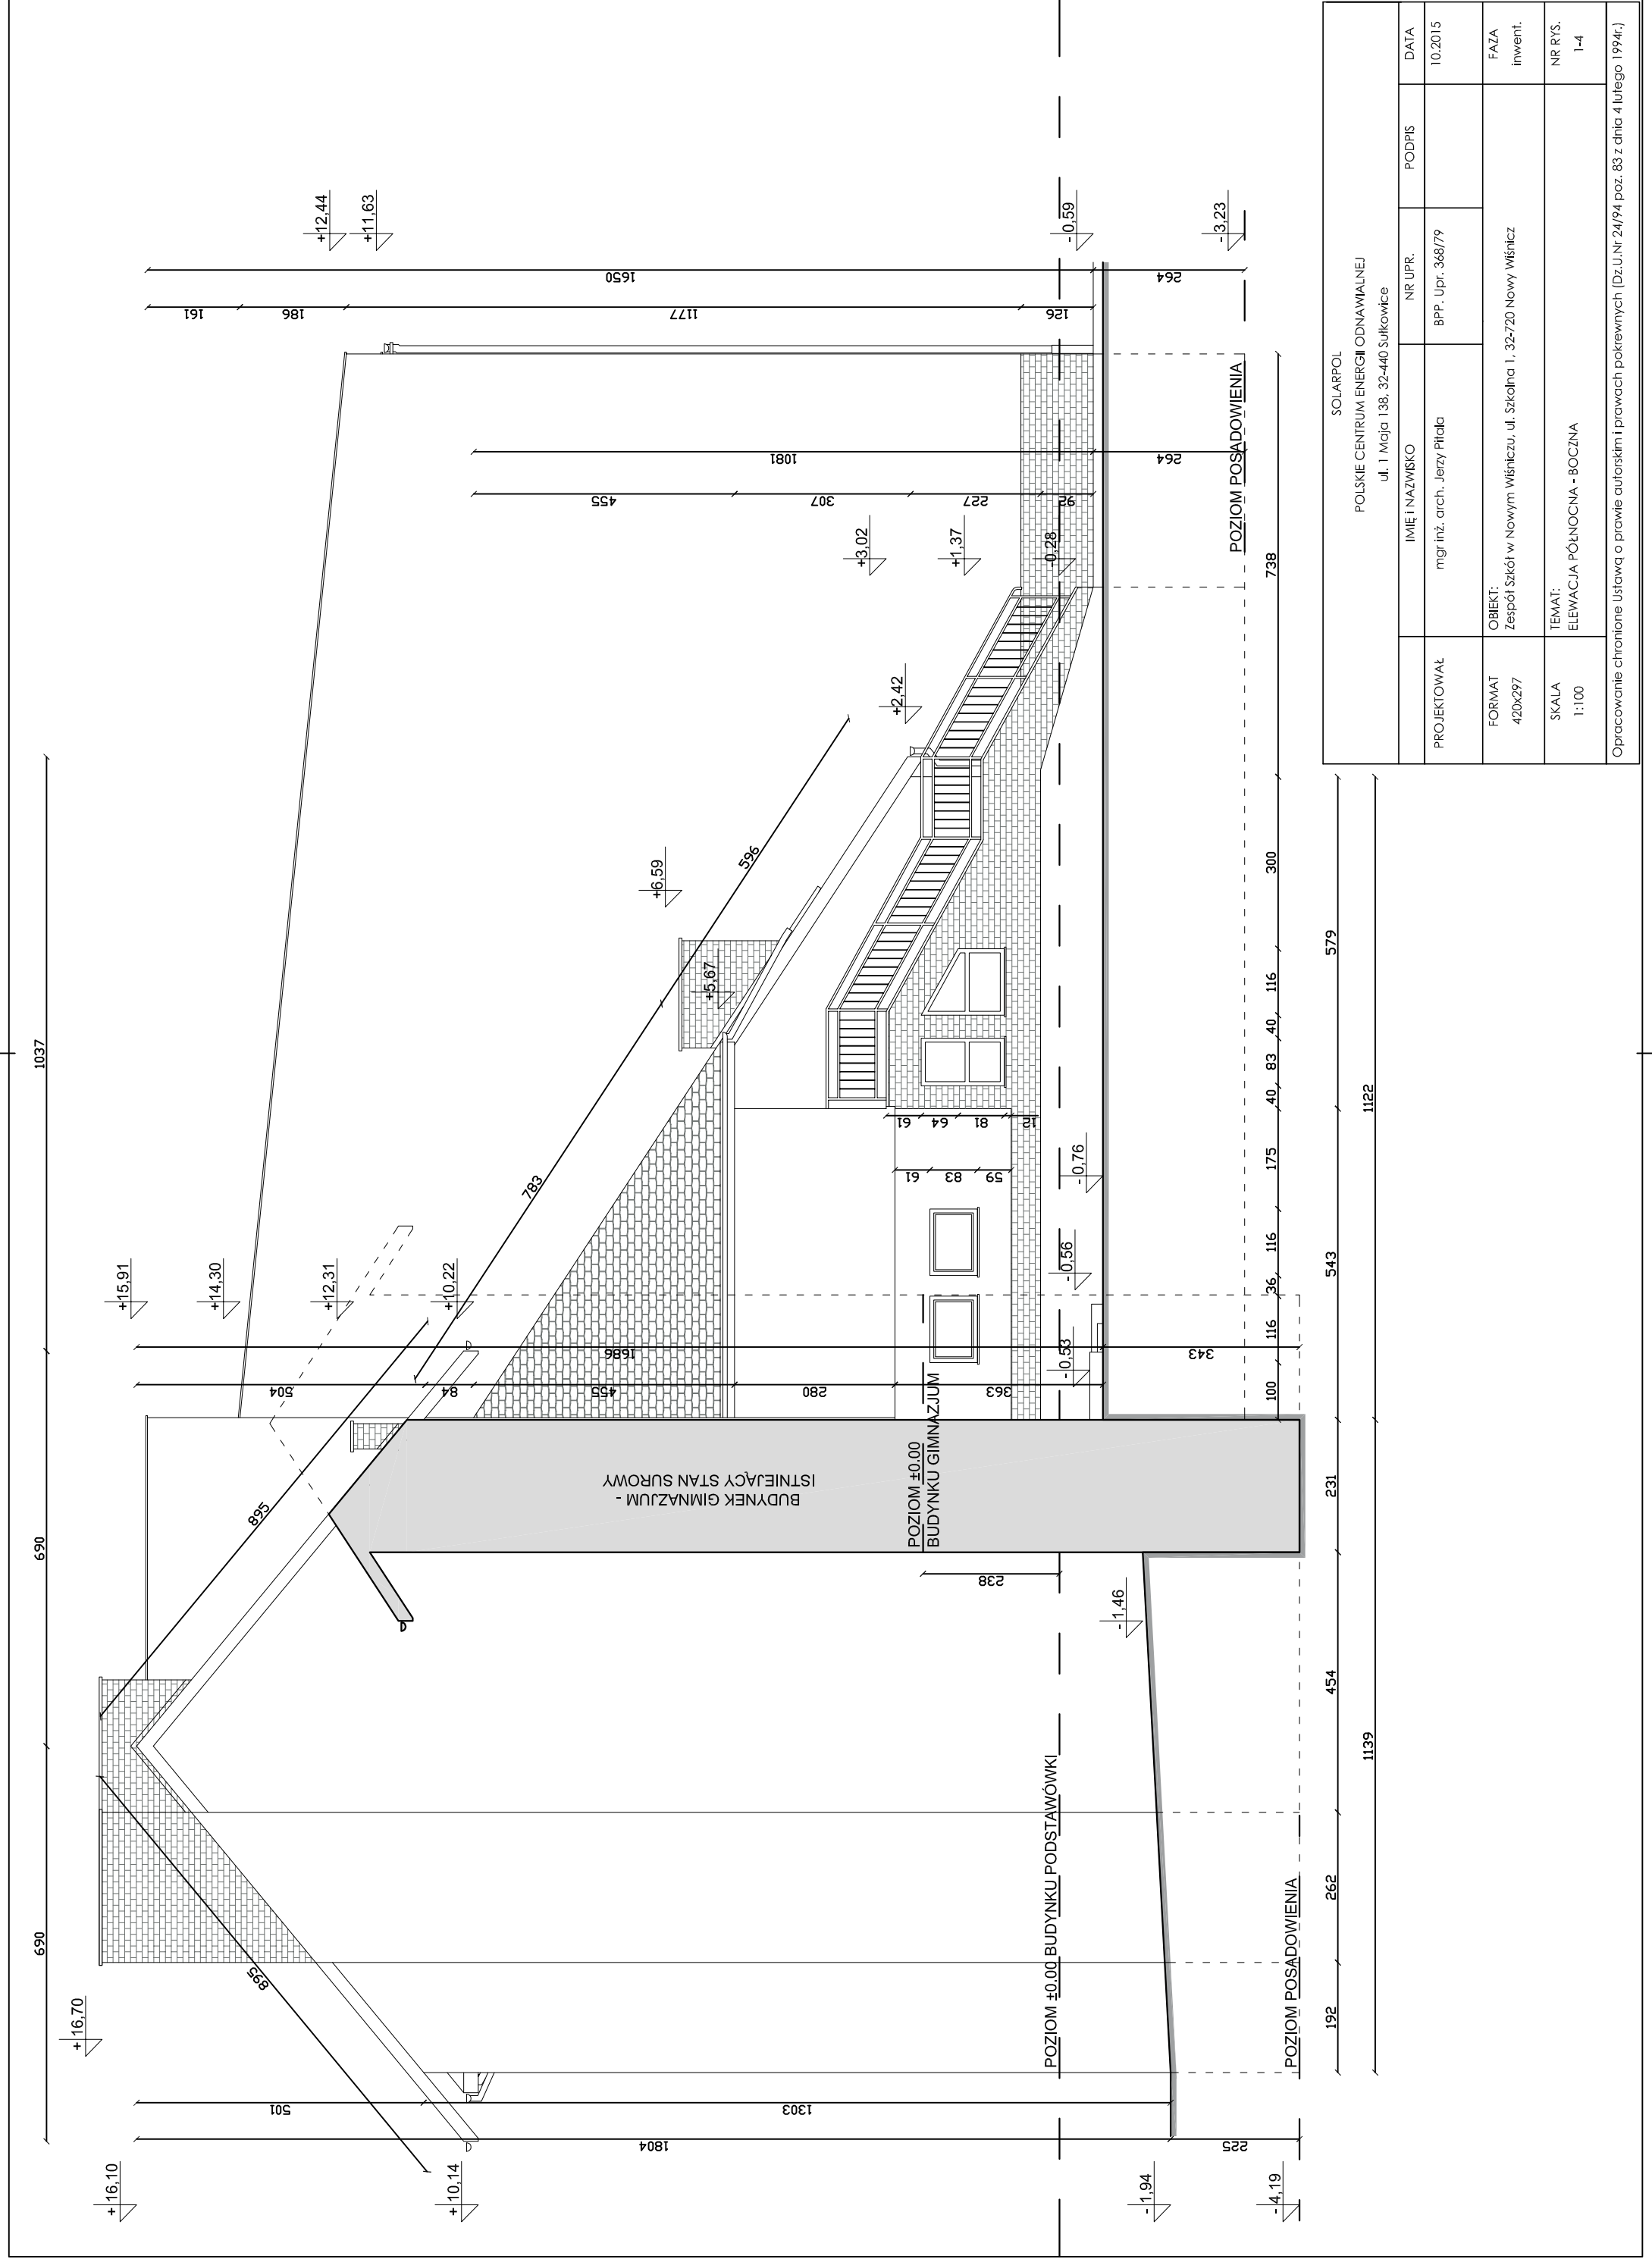 1037
690
690
+16,70
+15,91
+14,30
+12,31
+10,22
+12,44
+11,63
-0,59
-3,23
161
186
1177
126
1650
264
1081
264
455
307
227
92
+3,02
+1,37
-0,28
+2,42
+6,59
+5,67
596
783
895
895
504
84
455
280
363
1686
343
61
64
81
12
61
83
59
-0,76
-0,56
-0,53
BUDYNEK GIMNAZJUM -
ISTNIEJĄCY STAN SUROWY
POZIOM ±0.00
BUDYNKU GIMNAZJUM
238
-1,46
POZIOM ±0.00 BUDYNKU PODSTAWÓWKI
POZIOM POSADOWIENIA
POZIOM POSADOWIENIA
501
1303
1804
225
+16,10
+10,14
-1,94
-4,19
100
116
36
116
175
40
83
40
116
300
738
192
262
454
231
543
579
1139
1122
SOLARPOL
POLSKIE CENTRUM ENERGII ODNAWIALNEJ
ul. 1 Maja 138, 32-440 Sułkowice
IMIĘ i NAZWISKO
NR UPR.
PODPIS
DATA
PROJEKTOWAŁ
mgr inż. arch. Jerzy Pitala
BPP. Upr. 368/79
10.2015
FORMAT
420x297
OBIEKT:
Zespół Szkół w Nowym Wiśniczu, ul. Szkolna 1, 32-720 Nowy Wiśnicz
FAZA
inwent.
SKALA
1:100
TEMAT:
ELEWACJA PÓŁNOCNA - BOCZNA
NR RYS.
1-4
Opracowanie chronione Ustawą o prawie autorskim i prawach pokrewnych (Dz.U.Nr 24/94 poz. 83 z dnia 4 lutego 1994r.)